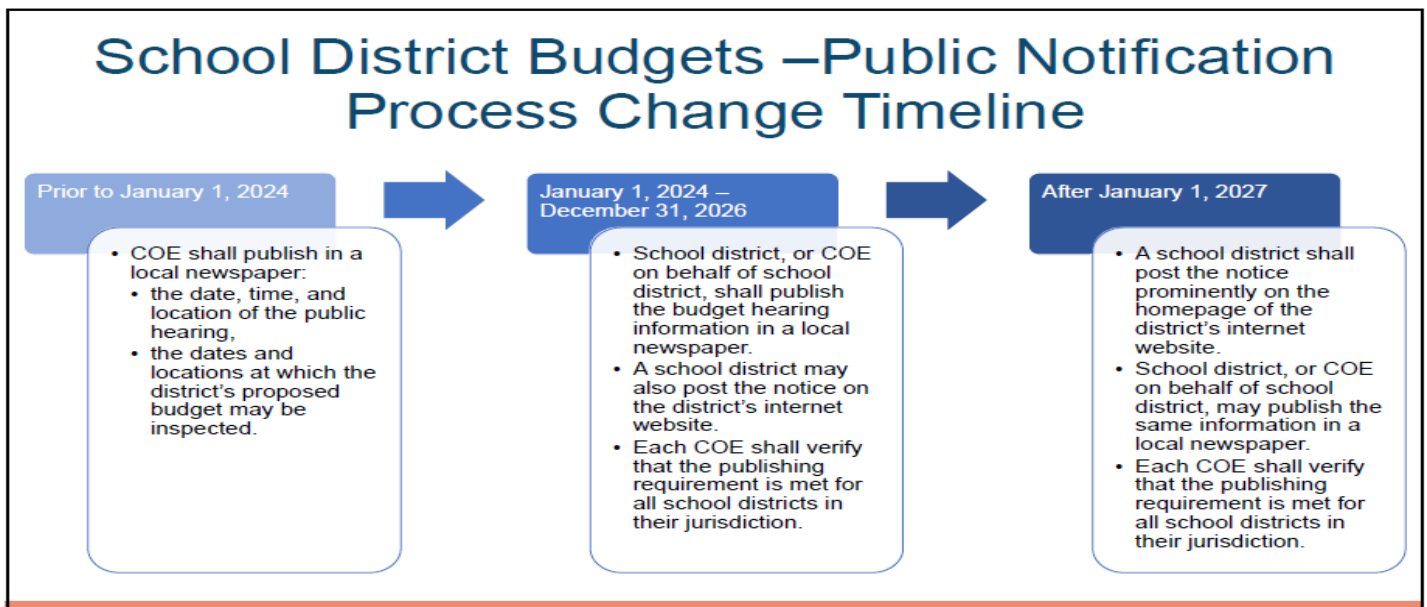 School District Budgets –Public Notification
Process Change Timeline
Prior to January 1, 2024
• COE shall publish in a
local newspaper:
• the date, time, and
location of the public
hearing,
• the dates and
locations at which the
district's proposed
budget may be
inspected.
January 1, 2024 –
December 31, 2026
• School district, or COE
on behalf of school
district, shall publish
the budget hearing
information in a local
newspaper.
• A school district may
also post the notice on
the district's internet
website.
• Each COE shall verify
that the publishing
requirement is met for
all school districts in
their jurisdiction.
After January 1, 2027
• A school district shall
post the notice
prominently on the
homepage of the
district's internet
website.
• School district, or COE
on behalf of school
district, may publish the
same information in a
local newspaper.
• Each COE shall verify
that the publishing
requirement is met for
all school districts in
their jurisdiction.